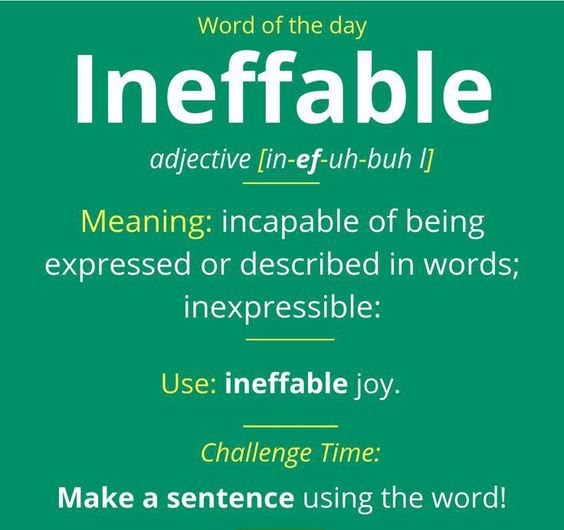 Word of the day
Ineffable
adjective [in-ef-uh-buh l]
Meaning: incapable of being
expressed or described in words;
inexpressible:
Use: ineffable joy.
Challenge Time:
Make a sentence using the word!